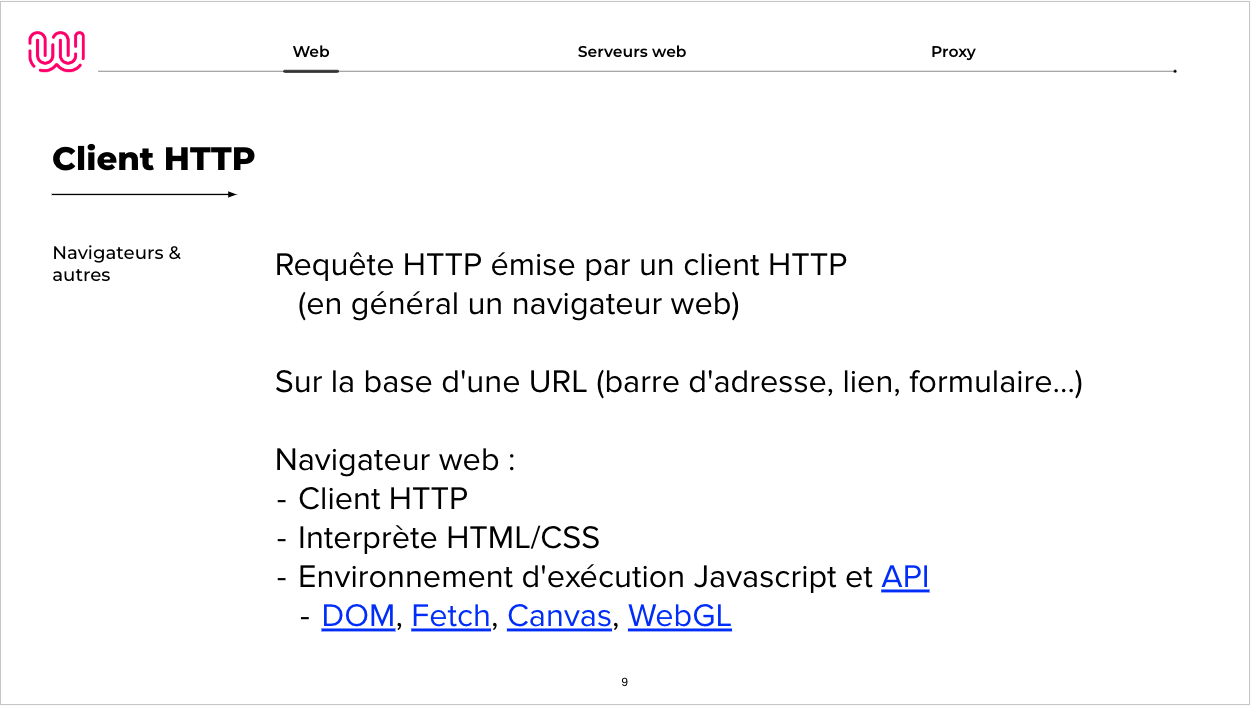 Web
Serveurs web
Proxy
Client HTTP
Navigateurs &
autres
Requête HTTP émise par un client HTTP
(en général un navigateur web)
Sur la base d'une URL (barre d'adresse, lien, formulaire...)
Navigateur web :
- Client HTTP
- Interprète HTML/CSS
- Environnement d'exécution Javascript et API
- DOM, Fetch, Canvas, WebGL
9